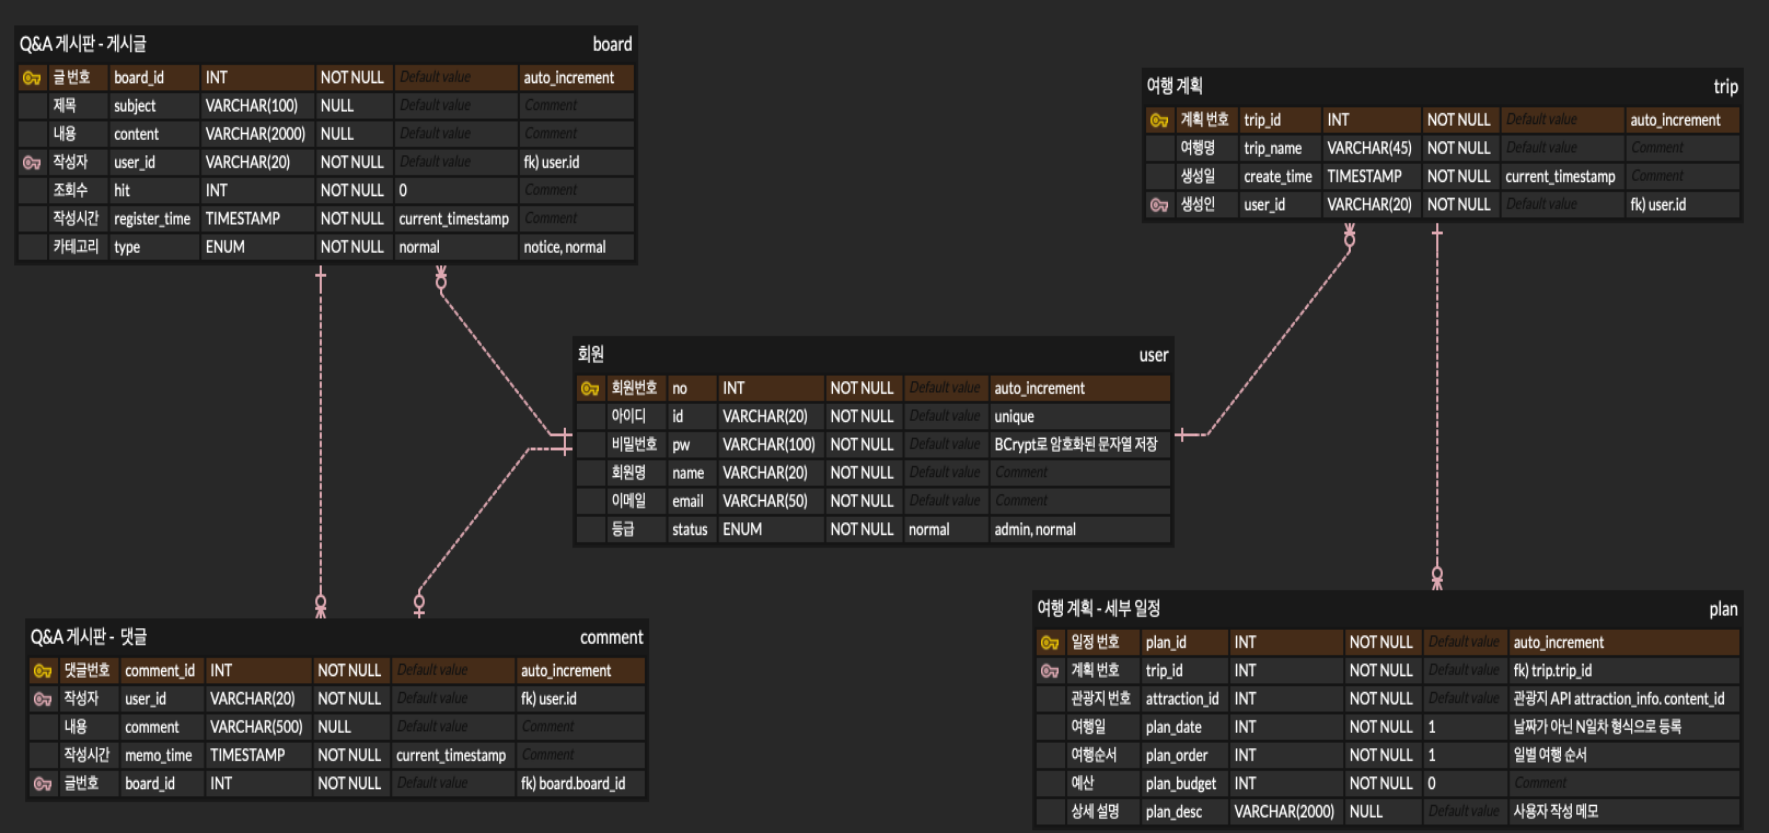 Q&A 게시판 - 게시글 board
글 번호 board_id INT NOT NULL Default value auto_increment
제목 subject VARCHAR(100) NULL Default value Comment
내용 content VARCHAR(2000) NULL Default value Comment
작성자 user_id VARCHAR(20) NOT NULL Default value fk) user.id
조회수 hit INT NOT NULL 0 Comment
작성시간 register_time TIMESTAMP NOT NULL current_timestamp Comment
카테고리 type ENUM NOT NULL normal notice, normal
여행 계획 trip
계획 번호 trip_id INT NOT NULL Default value auto_increment
여행명 trip_name VARCHAR(45) NOT NULL Default value Comment
생성일 create_time TIMESTAMP NOT NULL current_timestamp Comment
생성인 user_id VARCHAR(20) NOT NULL Default value fk) user.id
회원 user
회원번호 no INT NOT NULL Default value auto_increment
아이디 id VARCHAR(20) NOT NULL Default value unique
비밀번호 pw VARCHAR(100) NOT NULL Default value BCrypt로 암호화된 문자열 저장
회원명 name VARCHAR(20) NOT NULL Default value Comment
이메일 email VARCHAR(50) NOT NULL Default value Comment
등급 status ENUM NOT NULL normal admin, normal
Q&A 게시판 - 댓글 comment
댓글번호 comment_id INT NOT NULL Default value auto_increment
작성자 user_id VARCHAR(20) NOT NULL Default value fk) user.id
내용 comment VARCHAR(500) NULL Default value Comment
작성시간 memo_time TIMESTAMP NOT NULL current_timestamp Comment
글번호 board_id INT NOT NULL Default value fk) board.board_id
여행 계획 - 세부 일정 plan
일정 번호 plan_id INT NOT NULL Default value auto_increment
계획 번호 trip_id INT NOT NULL Default value fk) trip.trip_id
관광지 번호 attraction_id INT NOT NULL Default value 관광지 API attraction_info. content_id
여행일 plan_date INT NOT NULL 1 날짜가 아닌 N일차 형식으로 등록
여행순서 plan_order INT NOT NULL 1 일별 여행 순서
예산 plan_budget INT NOT NULL 0 Comment
상세 설명 plan_desc VARCHAR(2000) NULL Default value 사용자 작성 메모